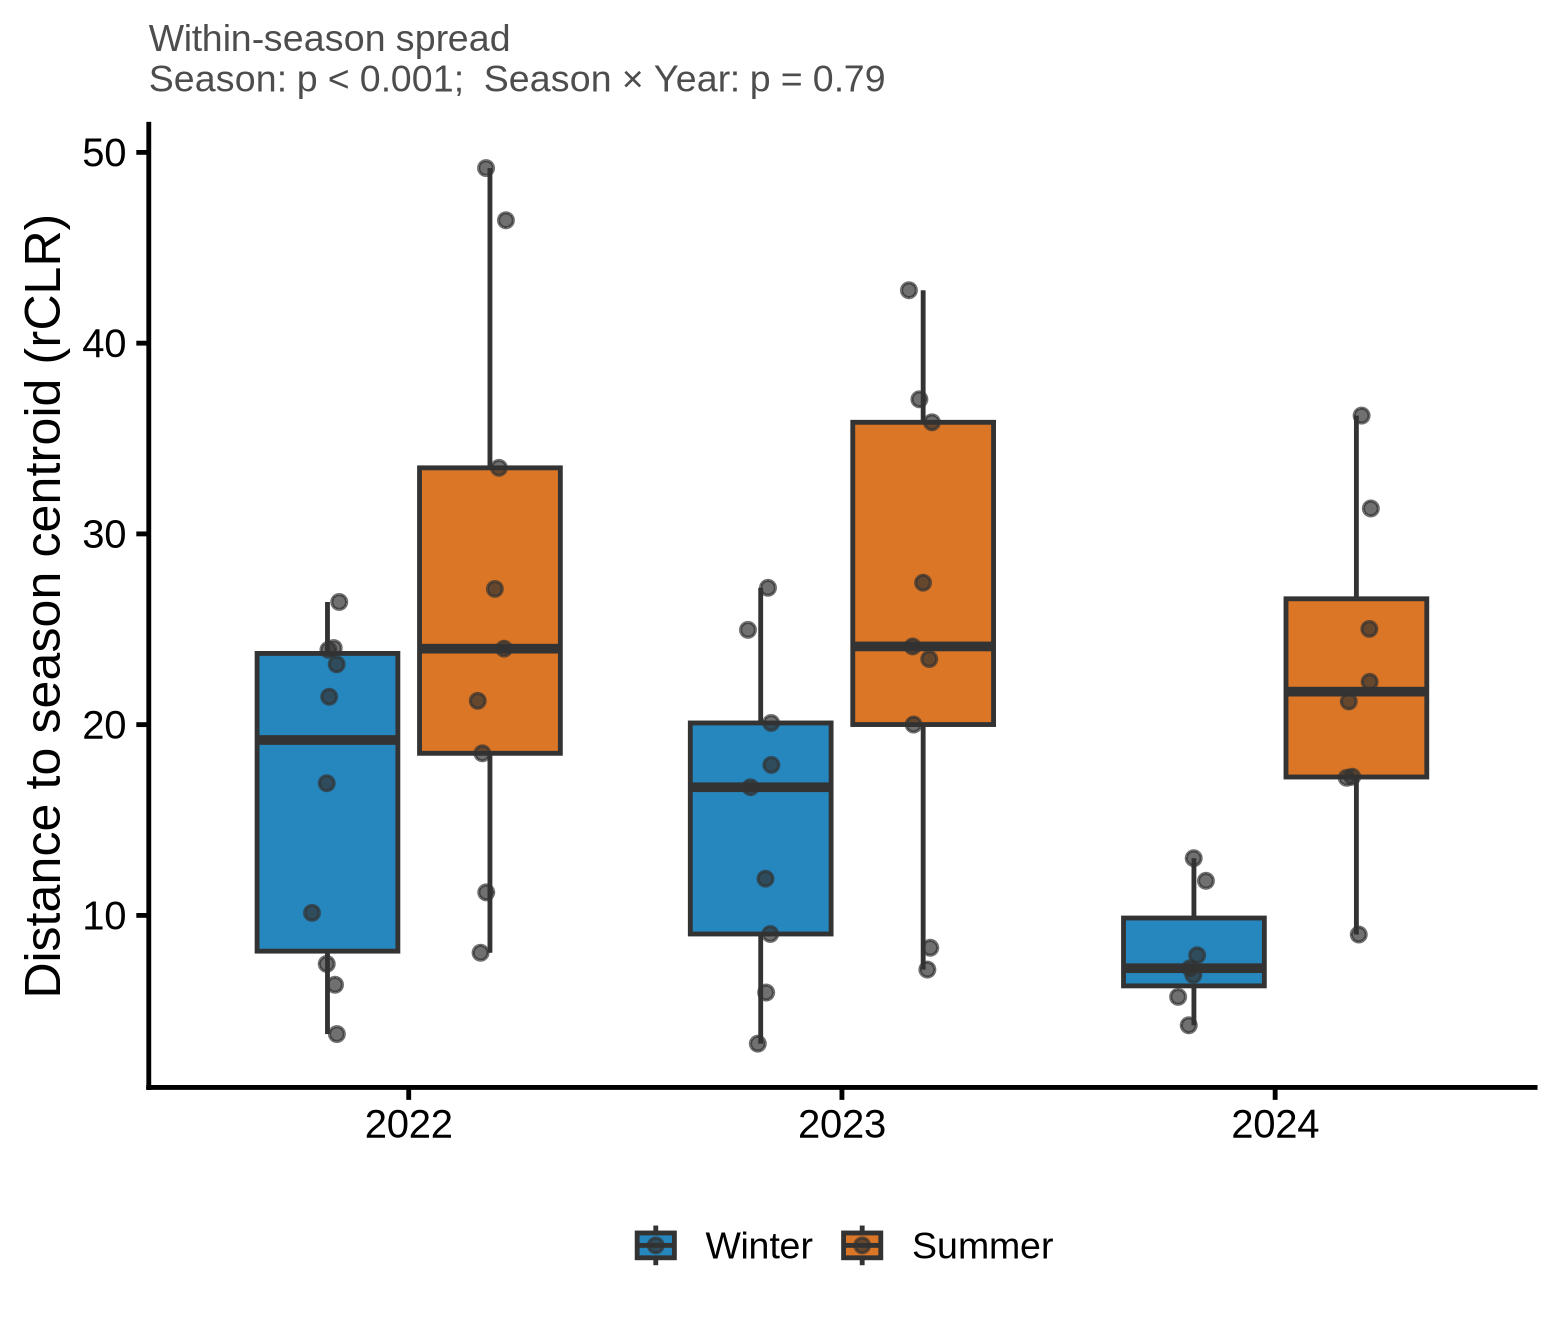 Within-season spread
Season: p < 0.001;  Season × Year: p = 0.79
Distance to season centroid (rCLR)
50
40
30
20
10
2022 2023 2024
Winter Summer